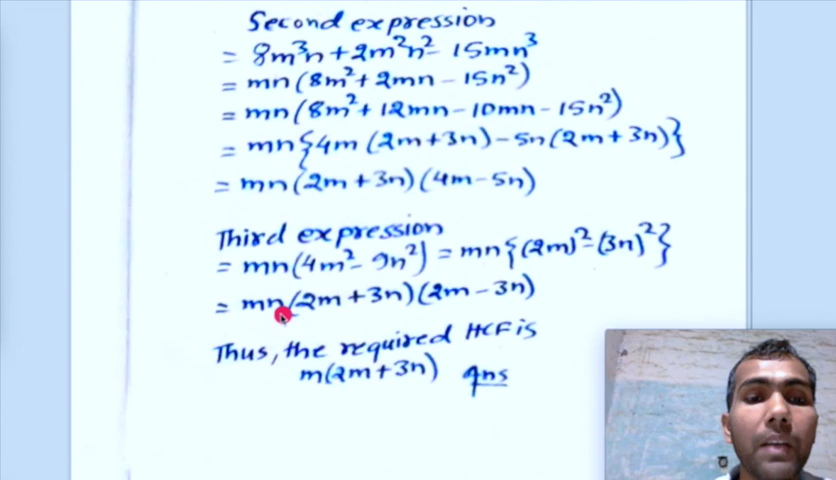 Second expression
= 8m³n + 2m²n² - 15mn³
= mn(8m² + 2mn - 15n²)
= mn(8m² + 12mn - 10mn - 15n²)
= mn{4m(2m+3n) - 5n(2m+3n)}
= mn(2m+3n)(4m-5n)
Third expression
= mn(4m² - 9n²) = mn{(2m)² - (3n)²}
= mn(2m+3n)(2m-3n)
Thus, the required HCF is
m(2m+3n) Ans